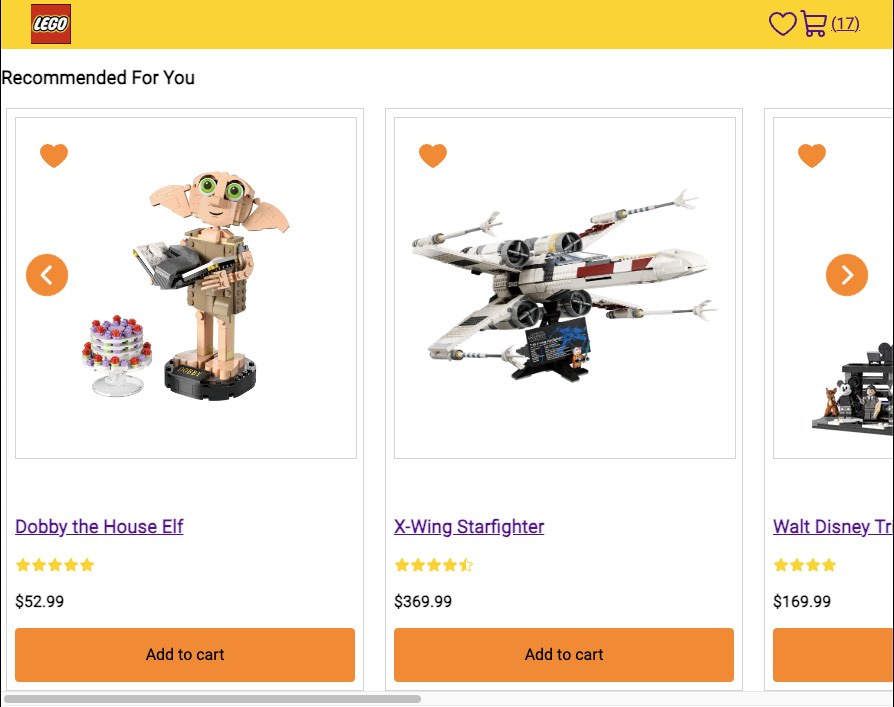 LEGO
(17)
Recommended For You
DOBBY
Dobby the House Elf
X-Wing Starfighter
Walt Disney Tr
$52.99
$369.99
$169.99
Add to cart
Add to cart